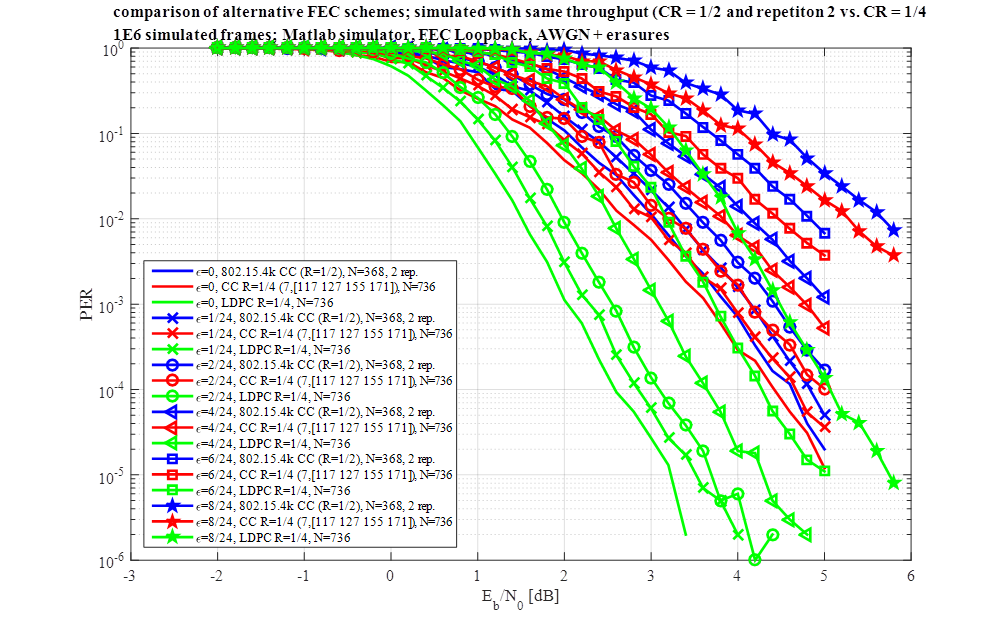 comparison of alternative FEC schemes; simulated with same throughput (CR = 1/2 and repetiton 2 vs. CR = 1/4
1E6 simulated frames; Matlab simulator, FEC Loopback, AWGN + erasures
10^0
10^-1
10^-2
10^-3
10^-4
10^-5
10^-6
PER
ϵ=0, 802.15.4k CC (R=1/2), N=368, 2 rep.
ϵ=0, CC R=1/4 (7,[117 127 155 171]), N=736
ϵ=0, LDPC R=1/4, N=736
ϵ=1/24, 802.15.4k CC (R=1/2), N=368, 2 rep.
ϵ=1/24, CC R=1/4 (7,[117 127 155 171]), N=736
ϵ=1/24, LDPC R=1/4, N=736
ϵ=2/24, 802.15.4k CC (R=1/2), N=368, 2 rep.
ϵ=2/24, CC R=1/4 (7,[117 127 155 171]), N=736
ϵ=2/24, LDPC R=1/4, N=736
ϵ=4/24, 802.15.4k CC (R=1/2), N=368, 2 rep.
ϵ=4/24, CC R=1/4 (7,[117 127 155 171]), N=736
ϵ=4/24, LDPC R=1/4, N=736
ϵ=6/24, 802.15.4k CC (R=1/2), N=368, 2 rep.
ϵ=6/24, CC R=1/4 (7,[117 127 155 171]), N=736
ϵ=6/24, LDPC R=1/4, N=736
ϵ=8/24, 802.15.4k CC (R=1/2), N=368, 2 rep.
ϵ=8/24, CC R=1/4 (7,[117 127 155 171]), N=736
ϵ=8/24, LDPC R=1/4, N=736
-3 -2 -1 0 1 2 3 4 5 6
E_b/N_0 [dB]